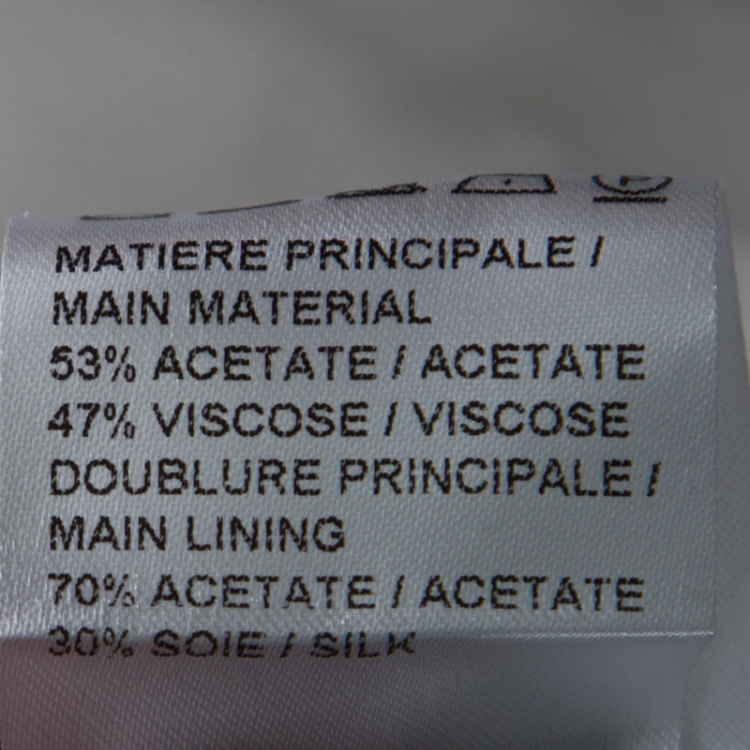 MATIERE PRINCIPALE /
MAIN MATERIAL
53% ACETATE / ACETATE
47% VISCOSE / VISCOSE
DOUBLURE PRINCIPALE /
MAIN LINING
70% ACETATE / ACETATE
30% SOIE / SILK